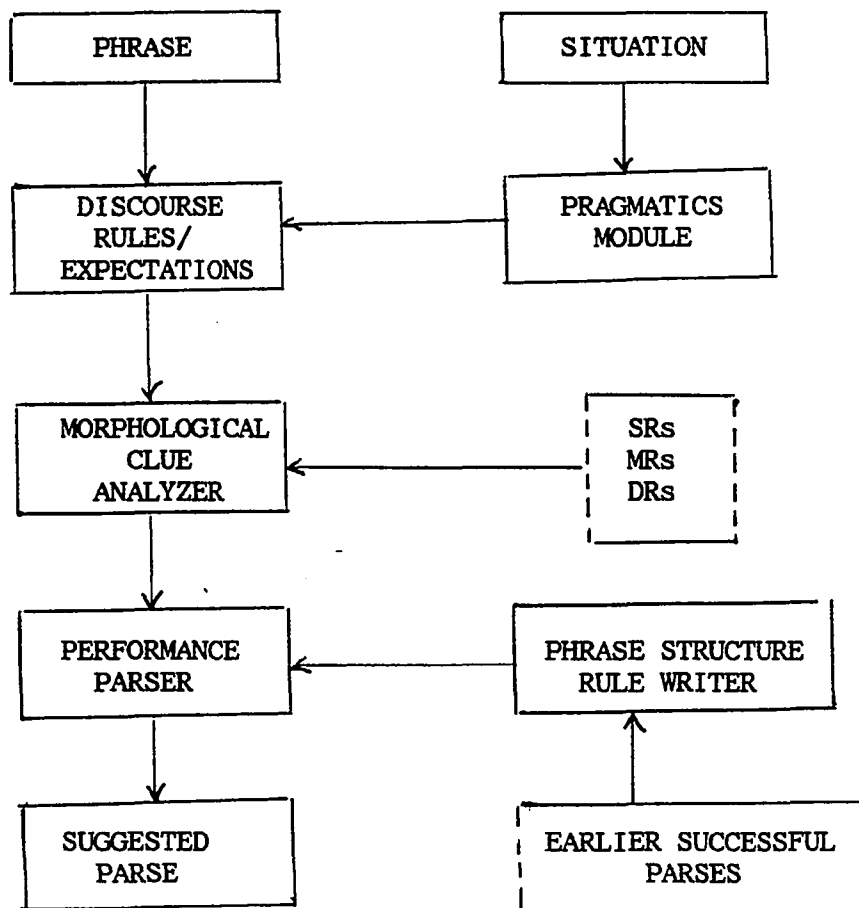 PHRASE
SITUATION
DISCOURSE
RULES/
EXPECTATIONS
PRAGMATICS
MODULE
MORPHOLOGICAL
CLUE
ANALYZER
SRs
MRs
DRs
PERFORMANCE
PARSER
PHRASE STRUCTURE
RULE WRITER
SUGGESTED
PARSE
EARLIER SUCCESSFUL
PARSES